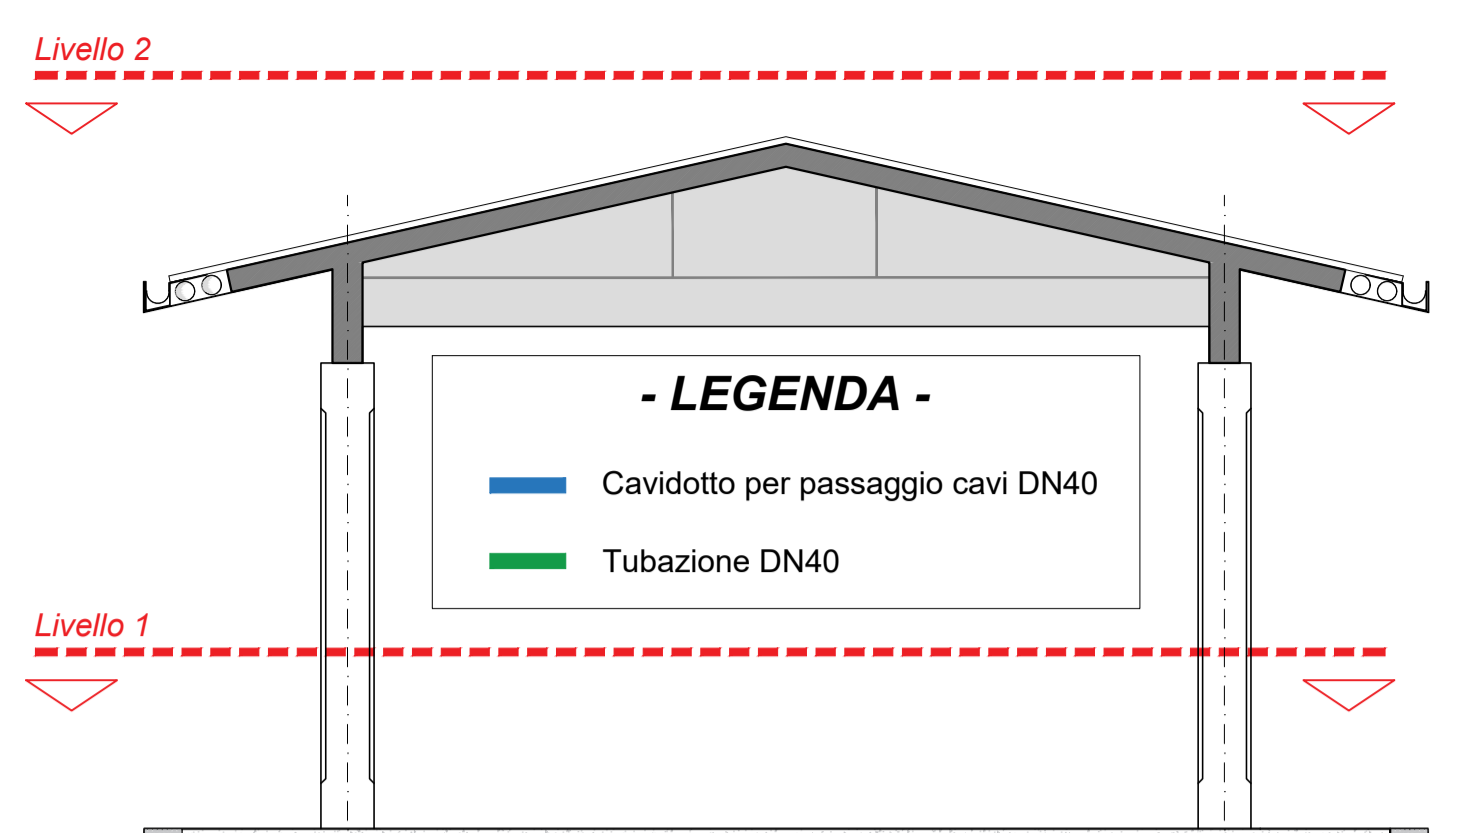 Livello 2
- LEGENDA -
Cavidotto per passaggio cavi DN40
Tubazione DN40
Livello 1